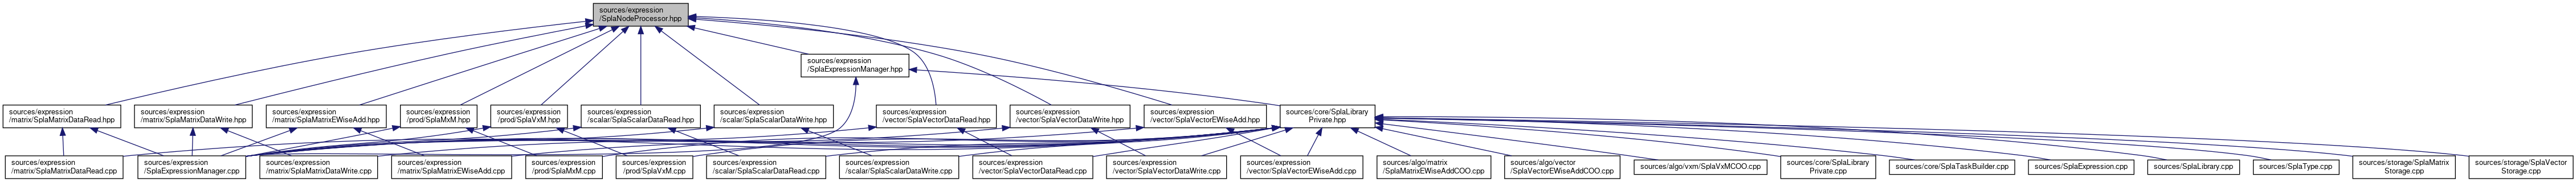 sources/expression
/SplaNodeProcessor.hpp
sources/expression
/SplaExpressionManager.hpp
sources/expression
/matrix/SplaMatrixDataRead.hpp
sources/expression
/matrix/SplaMatrixDataWrite.hpp
sources/expression
/matrix/SplaMatrixEWiseAdd.hpp
sources/expression
/prod/SplaMxM.hpp
sources/expression
/prod/SplaVxM.hpp
sources/expression
/scalar/SplaScalarDataRead.hpp
sources/expression
/scalar/SplaScalarDataWrite.hpp
sources/expression
/vector/SplaVectorDataRead.hpp
sources/expression
/vector/SplaVectorDataWrite.hpp
sources/expression
/vector/SplaVectorEWiseAdd.hpp
sources/core/SplaLibrary
Private.hpp
sources/expression
/matrix/SplaMatrixDataRead.cpp
sources/expression
/SplaExpressionManager.cpp
sources/expression
/matrix/SplaMatrixDataWrite.cpp
sources/expression
/matrix/SplaMatrixEWiseAdd.cpp
sources/expression
/prod/SplaMxM.cpp
sources/expression
/prod/SplaVxM.cpp
sources/expression
/scalar/SplaScalarDataRead.cpp
sources/expression
/scalar/SplaScalarDataWrite.cpp
sources/expression
/vector/SplaVectorDataRead.cpp
sources/expression
/vector/SplaVectorDataWrite.cpp
sources/expression
/vector/SplaVectorEWiseAdd.cpp
sources/algo/matrix
/SplaMatrixEWiseAddCOO.cpp
sources/algo/vector
/SplaVectorEWiseAddCOO.cpp
sources/algo/vxm/SplaVxMCOO.cpp
sources/core/SplaLibrary
Private.cpp
sources/core/SplaTaskBuilder.cpp
sources/SplaExpression.cpp
sources/SplaLibrary.cpp
sources/SplaType.cpp
sources/storage/SplaMatrix
Storage.cpp
sources/storage/SplaVector
Storage.cpp